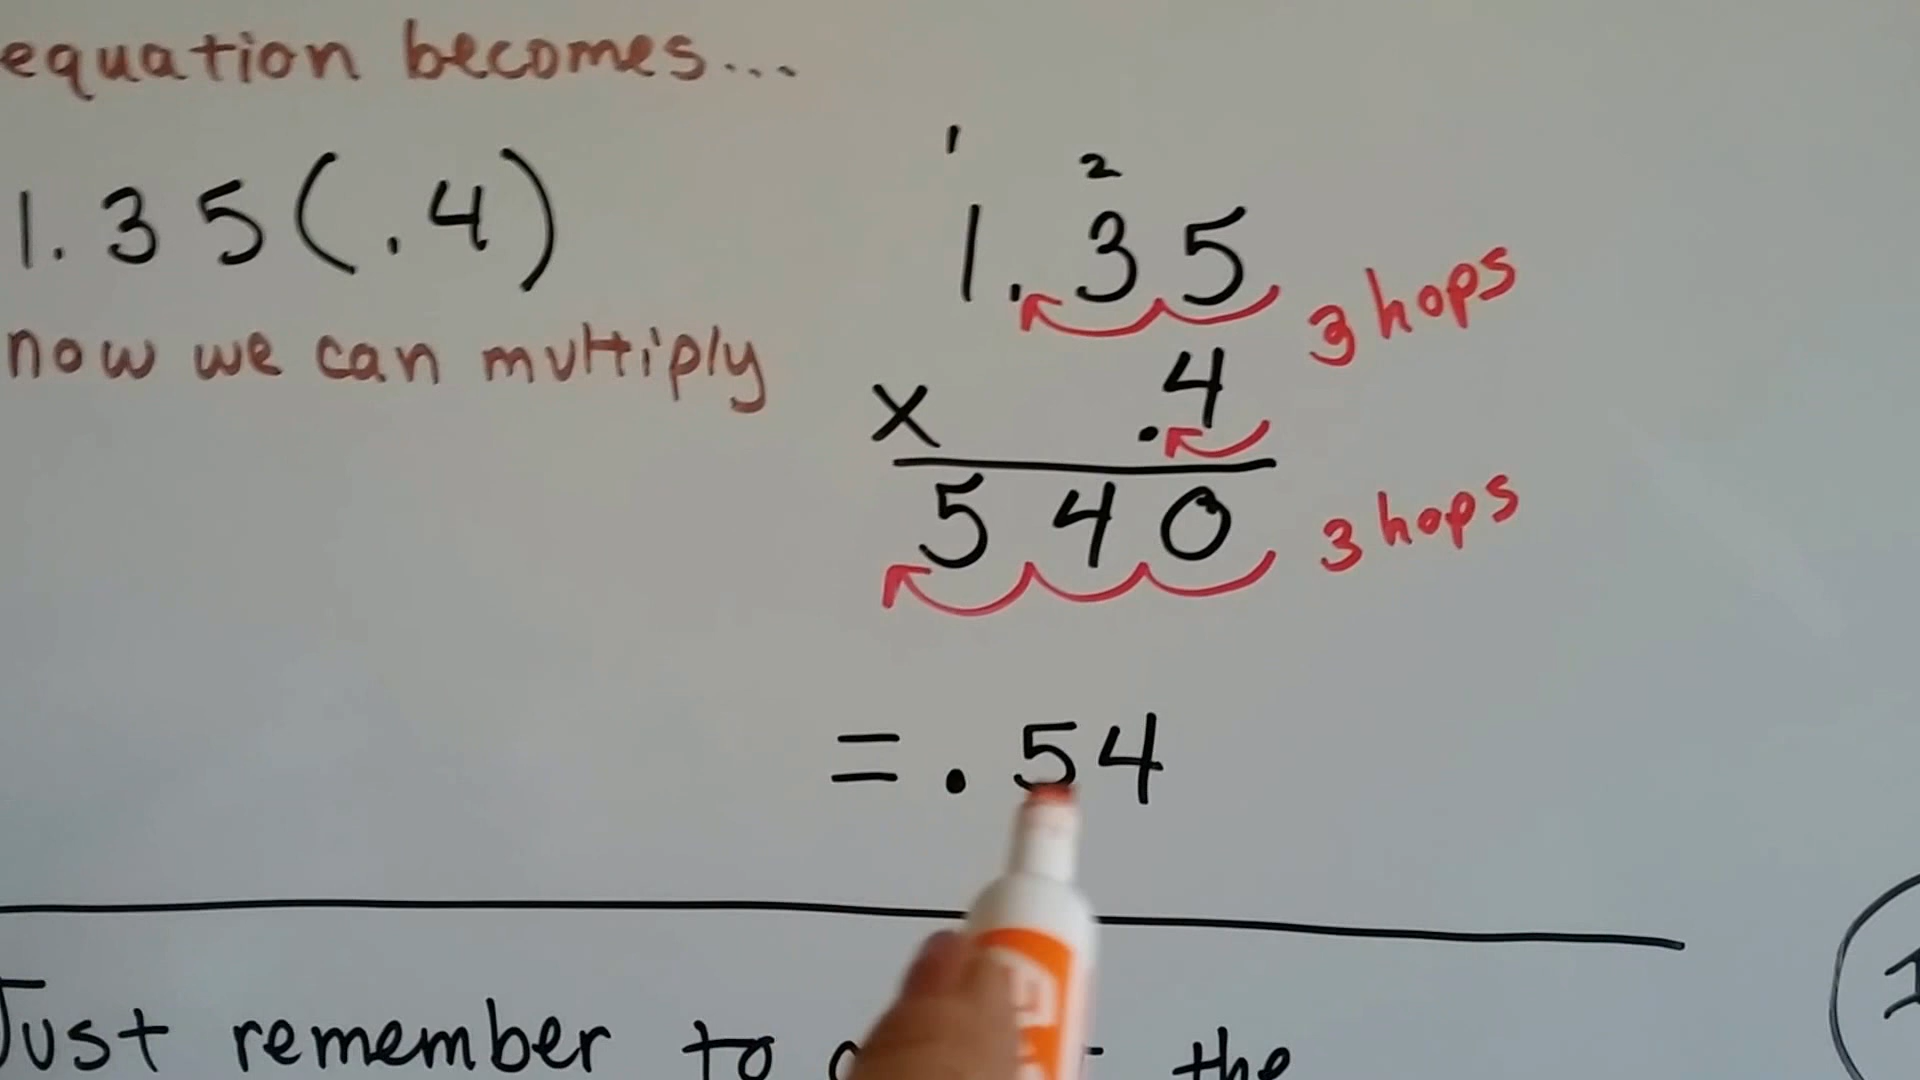 equation becomes...
1.35(.4)
now we can multiply
1 2
1.35
3 hops
x .4
540
3 hops
= .54
Just remember to
the